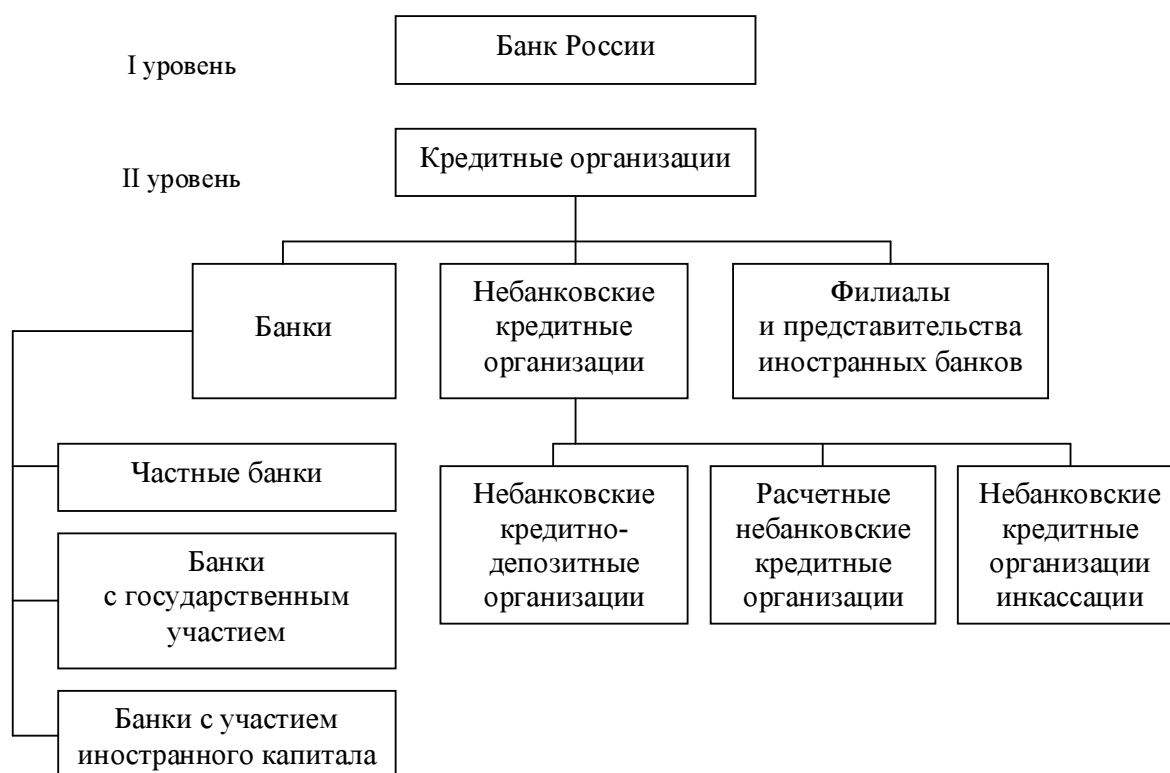 I уровень
Банк России
II уровень
Кредитные организации
Банки
Небанковские
кредитные
организации
Филиалы
и представительства
иностранных банков
Частные банки
Банки
с государственным
участием
Банки с участием
иностранного капитала
Небанковские
кредитно-
депозитные
организации
Расчетные
небанковские
кредитные
организации
Небанковские
кредитные
организации
инкассации